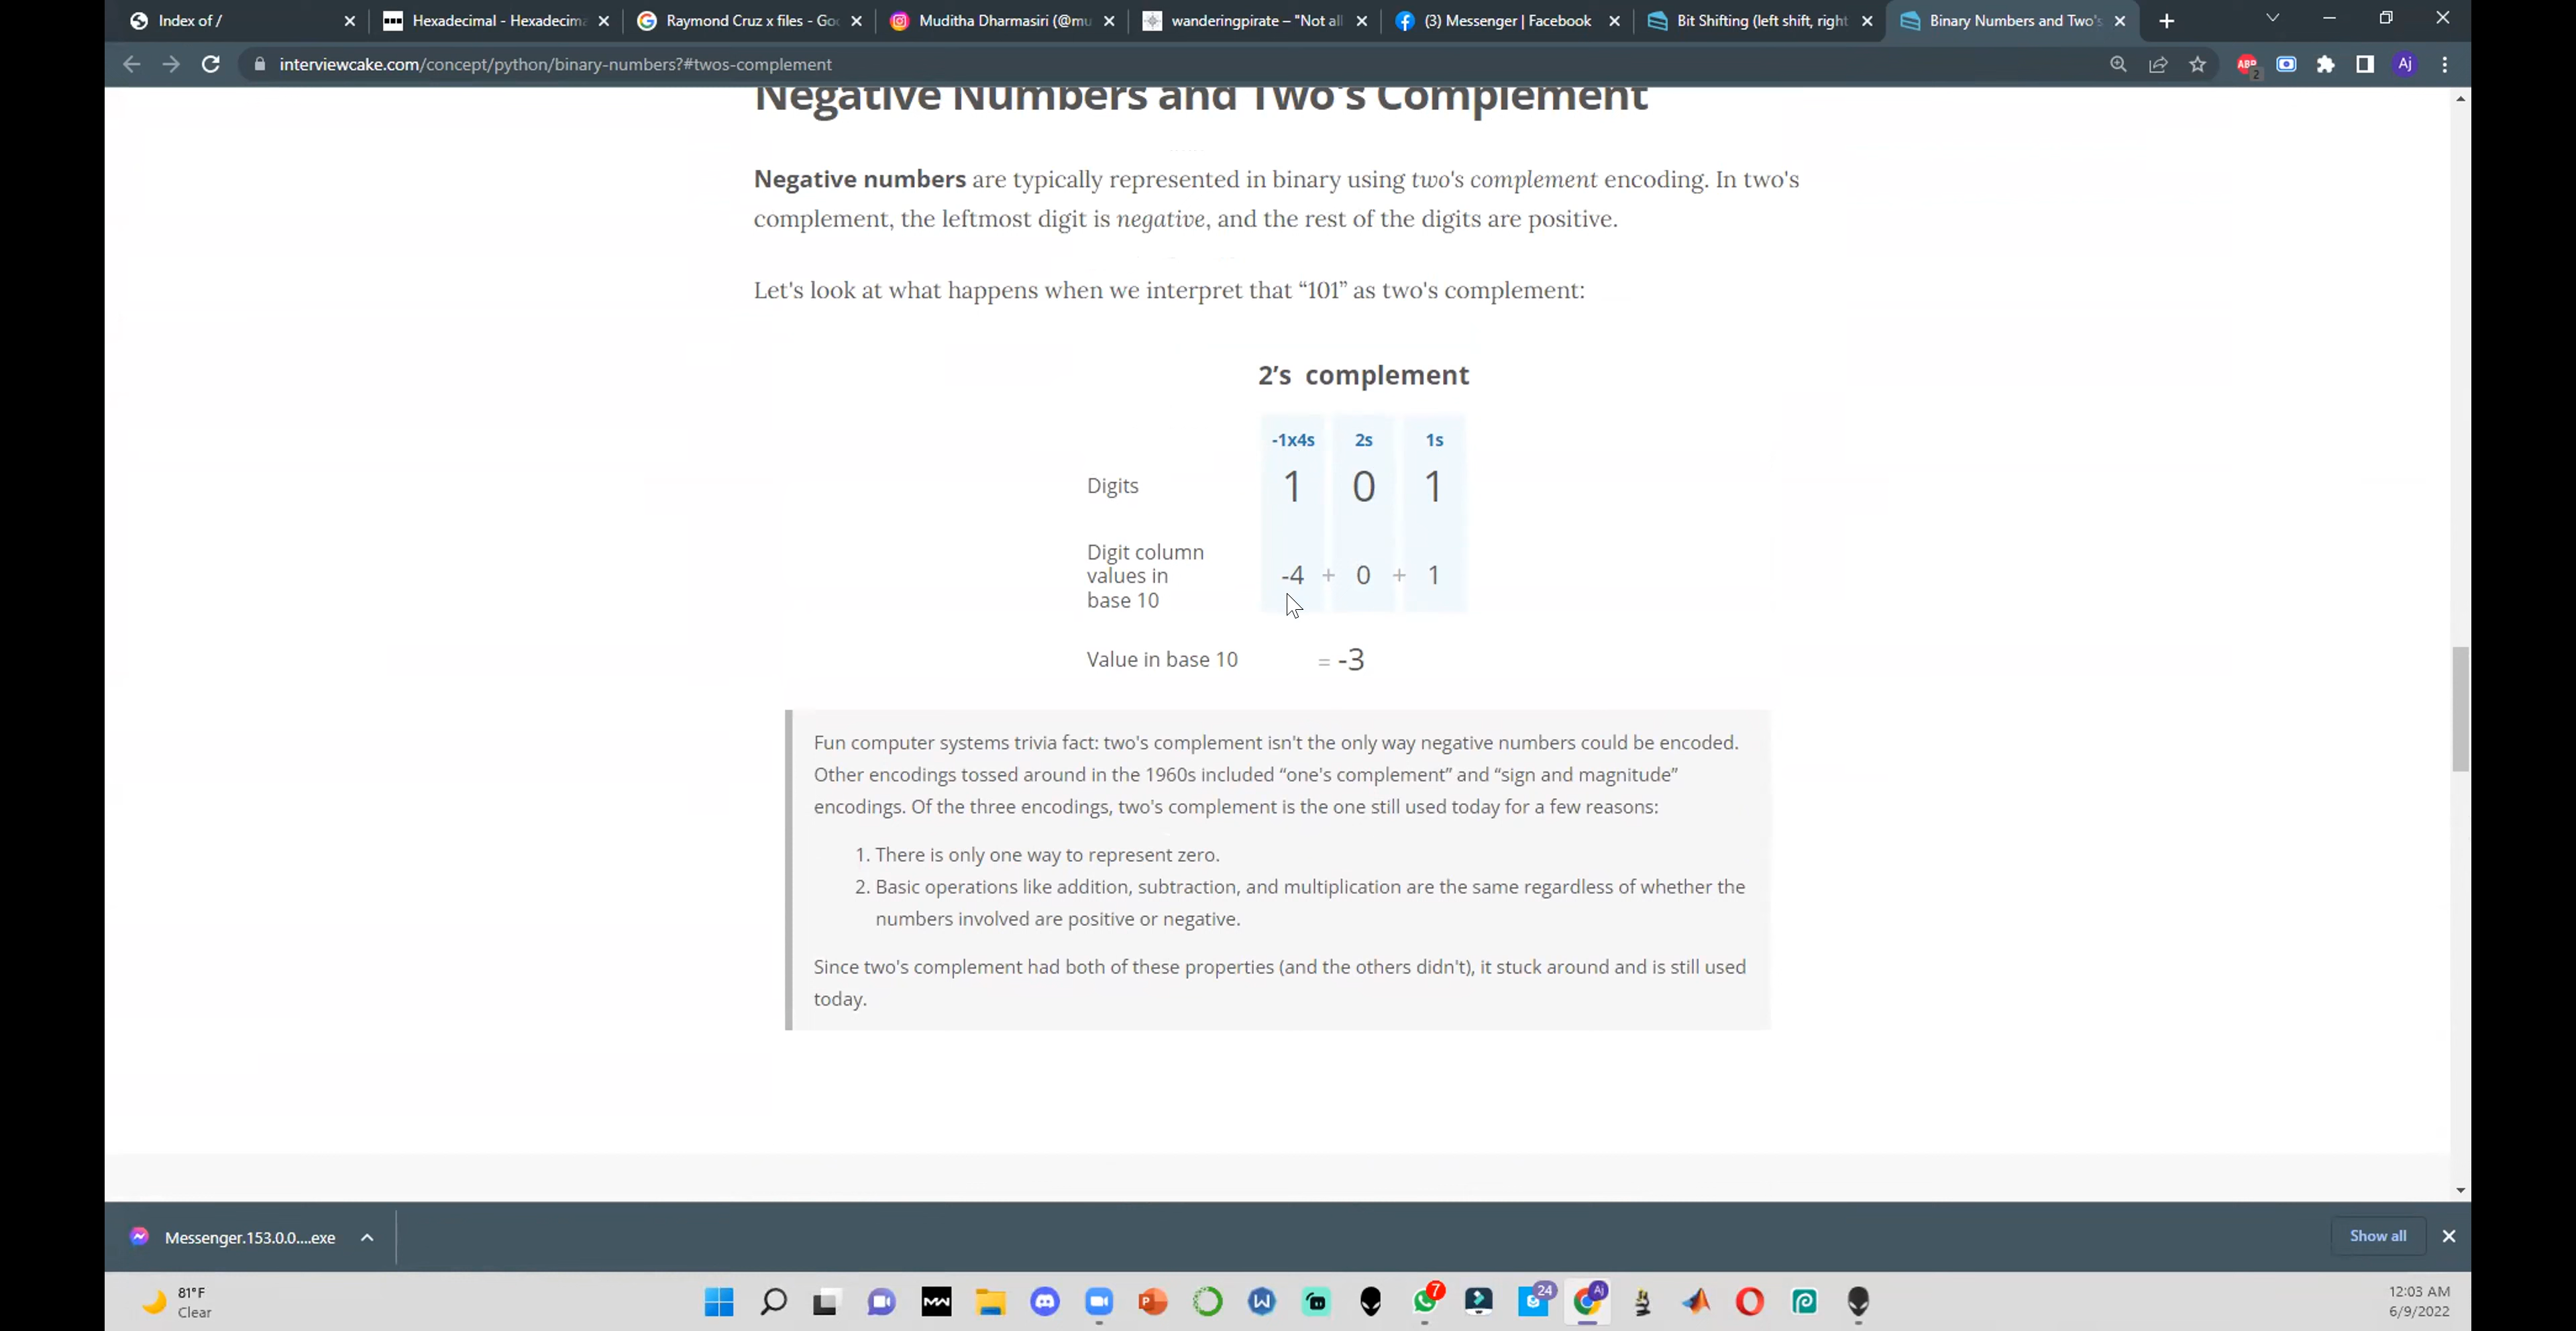 Index of /
Hexadecimal - Hexadecima
Raymond Cruz x files - Goo
Muditha Dharmasiri (@mu
wanderingpirate – "Not all
(3) Messenger | Facebook
Bit Shifting (left shift, right
Binary Numbers and Two's
interviewcake.com/concept/python/binary-numbers?#twos-complement
ABP
2
Aj
Negative Numbers and Two's Complement
Negative numbers are typically represented in binary using two's complement encoding. In two's
complement, the leftmost digit is negative, and the rest of the digits are positive.
Let's look at what happens when we interpret that “101” as two's complement:
2’s complement
-1x4s 2s 1s
Digits 1 0 1
Digit column
values in
base 10
-4 + 0 + 1
Value in base 10 = -3
Fun computer systems trivia fact: two's complement isn't the only way negative numbers could be encoded.
Other encodings tossed around in the 1960s included “one's complement” and “sign and magnitude”
encodings. Of the three encodings, two's complement is the one still used today for a few reasons:
1. There is only one way to represent zero.
2. Basic operations like addition, subtraction, and multiplication are the same regardless of whether the
numbers involved are positive or negative.
Since two's complement had both of these properties (and the others didn't), it stuck around and is still used
today.
Messenger.153.0.0....exe
Show all
81°F
Clear
7
24
Aj
12:03 AM
6/9/2022